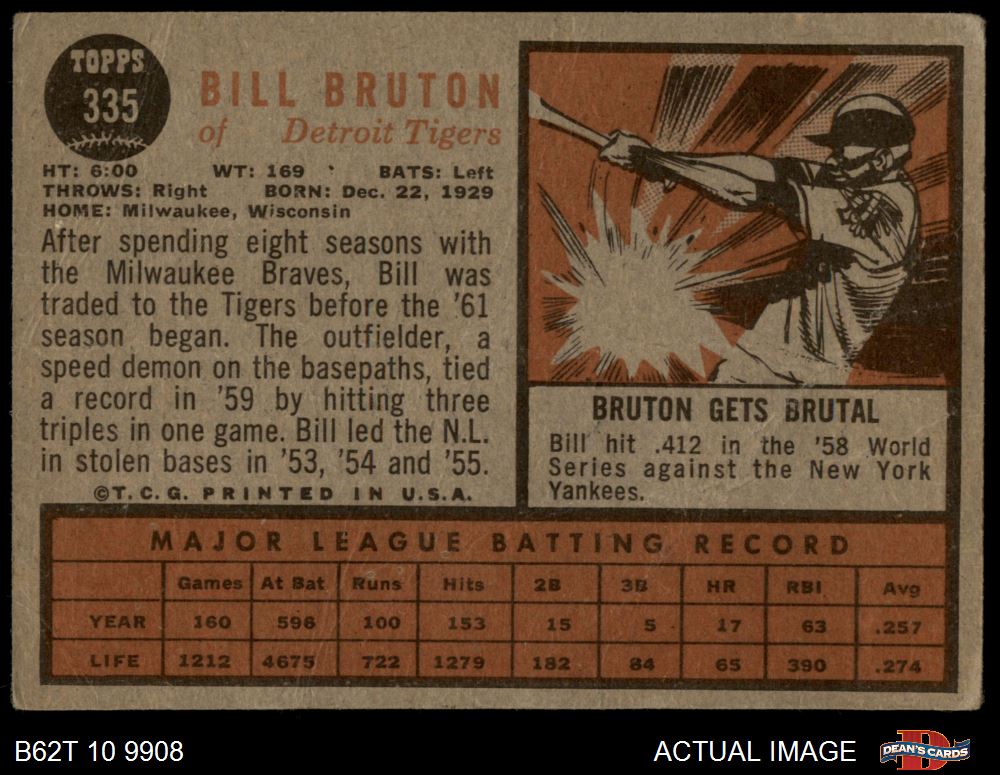 TOPPS
335
BILL BRUTON
of Detroit Tigers
HT: 6:00 WT: 169 BATS: Left
THROWS: Right BORN: Dec. 22, 1929
HOME: Milwaukee, Wisconsin
After spending eight seasons with
the Milwaukee Braves, Bill was
traded to the Tigers before the '61
season began. The outfielder, a
speed demon on the basepaths, tied
a record in '59 by hitting three
triples in one game. Bill led the N.L.
in stolen bases in '53, '54 and '55.
©T.C.G. PRINTED IN U.S.A.
BRUTON GETS BRUTAL
Bill hit .412 in the '58 World
Series against the New York
Yankees.
MAJOR LEAGUE BATTING RECORD
Games At Bat Runs Hits 2B 3B HR RBI Avg
YEAR 160 596 100 153 15 5 17 63 .257
LIFE 1212 4675 722 1279 182 84 65 390 .274
B62T 10 9908
ACTUAL IMAGE
DEAN'S CARDS